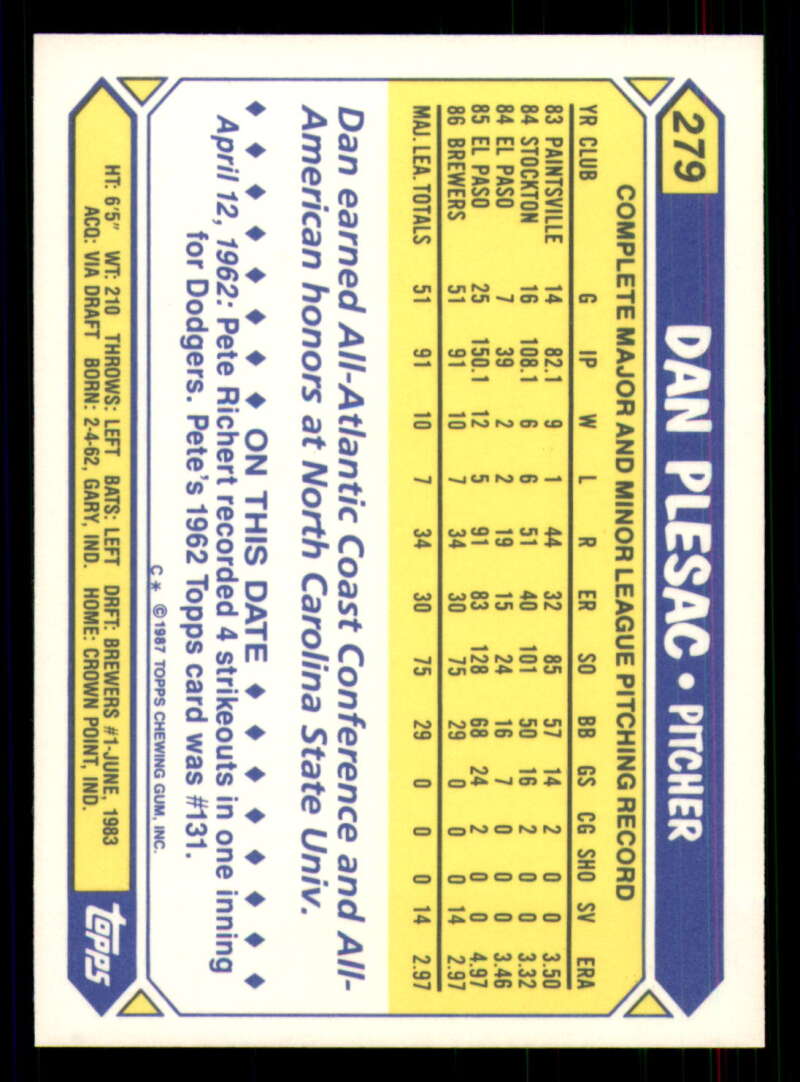 279
DAN PLESAC • PITCHER
COMPLETE MAJOR AND MINOR LEAGUE PITCHING RECORD
YR CLUB G IP W L R ER SO BB GS CG SHO SV ERA
83 PAINTSVILLE 14 82.1 9 1 44 32 85 57 14 2 0 0 3.50
84 STOCKTON 16 108.1 6 6 51 40 101 50 16 2 0 0 3.32
84 EL PASO 7 39 2 2 19 15 24 16 7 0 0 0 3.46
85 EL PASO 25 150.1 12 5 91 83 128 68 24 2 0 0 4.97
86 BREWERS 51 91 10 7 34 30 75 29 0 0 0 14 2.97
MAJ. LEA. TOTALS 51 91 10 7 34 30 75 29 0 0 0 14 2.97
Dan earned All-Atlantic Coast Conference and All-
American honors at North Carolina State Univ.
◆ ◆ ◆ ◆ ◆ ◆ ◆ ◆ ON THIS DATE ◆ ◆ ◆ ◆ ◆ ◆ ◆ ◆
April 12, 1962: Pete Richert recorded 4 strikeouts in one inning
for Dodgers. Pete's 1962 Topps card was #131.
C* ©1987 TOPPS CHEWING GUM, INC.
HT: 6'5" WT: 210 THROWS: LEFT BATS: LEFT DRFT: BREWERS #1-JUNE, 1983
ACQ: VIA DRAFT BORN: 2-4-62, GARY, IND. HOME: CROWN POINT, IND.
topps